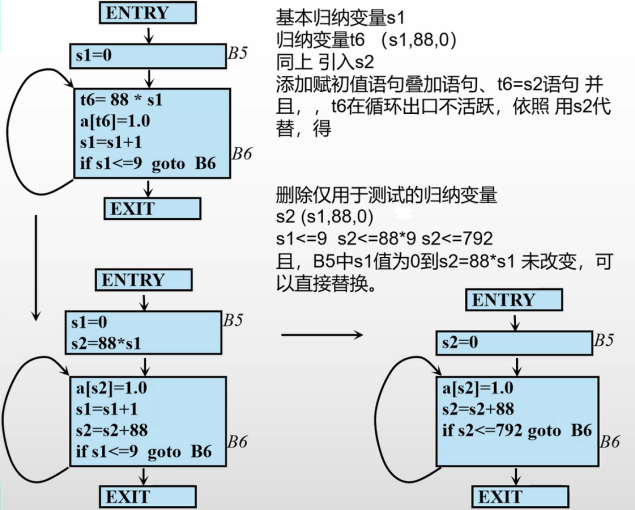 ENTRY
s1=0
B5
t6= 88 * s1
a[t6]=1.0
s1=s1+1
if s1<=9 goto B6
B6
EXIT
基本归纳变量s1
归纳变量t6 （s1,88,0)
同上 引入s2
添加赋初值语句叠加语句、t6=s2语句 并
且，，t6在循环出口不活跃，依照 用s2代
替，得
删除仅用于测试的归纳变量
s2 (s1,88,0)
s1<=9 s2<=88*9 s2<=792
且，B5中s1值为0到s2=88*s1 未改变，可
以直接替换。
ENTRY
s1=0
s2=88*s1
B5
a[s2]=1.0
s1=s1+1
s2=s2+88
if s1<=9 goto B6
B6
EXIT
ENTRY
s2=0
B5
a[s2]=1.0
s2=s2+88
if s2<=792 goto B6
B6
EXIT